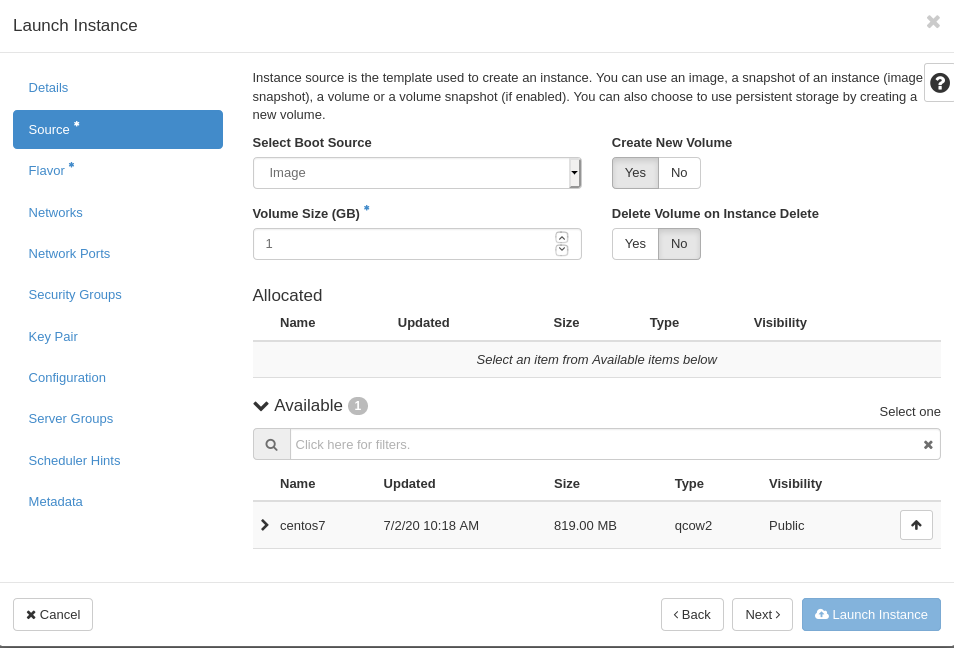 Launch Instance
Details
Source *
Flavor *
Networks
Network Ports
Security Groups
Key Pair
Configuration
Server Groups
Scheduler Hints
Metadata
Instance source is the template used to create an instance. You can use an image, a snapshot of an instance (image
snapshot), a volume or a volume snapshot (if enabled). You can also choose to use persistent storage by creating a
new volume.
Select Boot Source
Image
Create New Volume
Yes No
Volume Size (GB) *
1
Delete Volume on Instance Delete
Yes No
Allocated
Name Updated Size Type Visibility
Select an item from Available items below
Available 1
Select one
Click here for filters.
Name Updated Size Type Visibility
centos7 7/2/20 10:18 AM 819.00 MB qcow2 Public
Cancel
Back
Next
Launch Instance